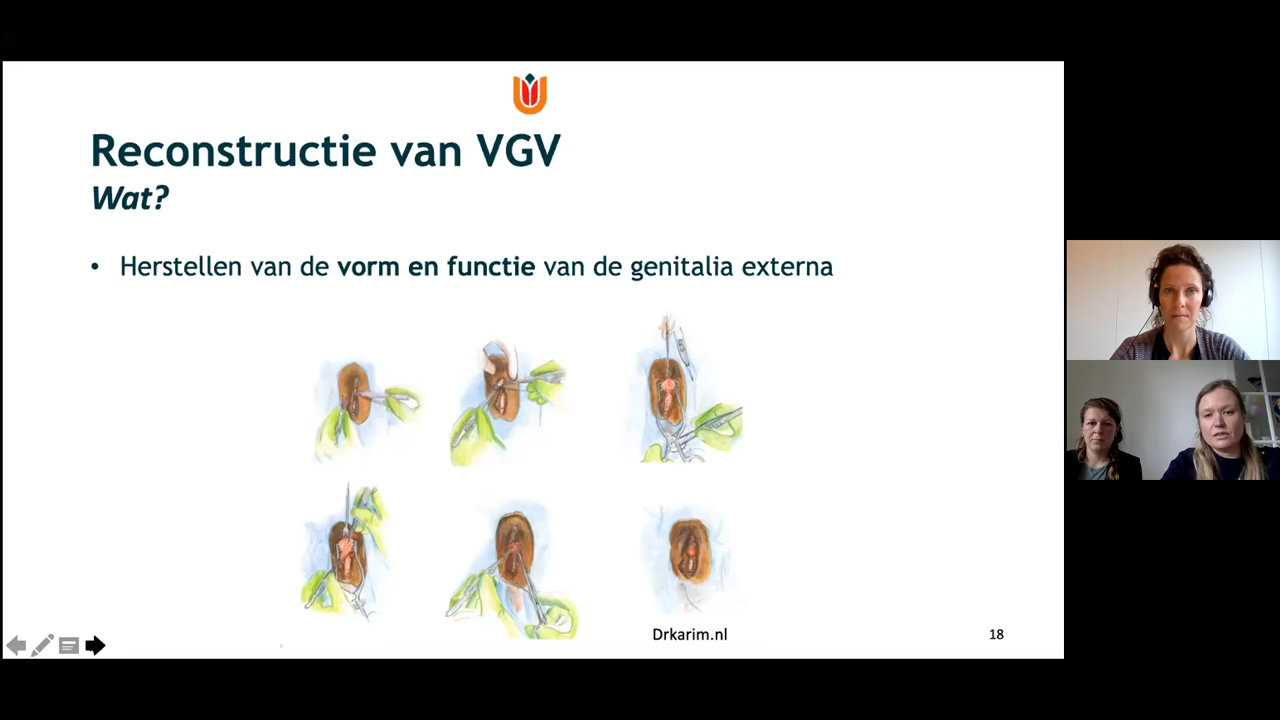 Reconstructie van VGV
Wat?
• Herstellen van de vorm en functie van de genitalia externa
Drkarim.nl
18